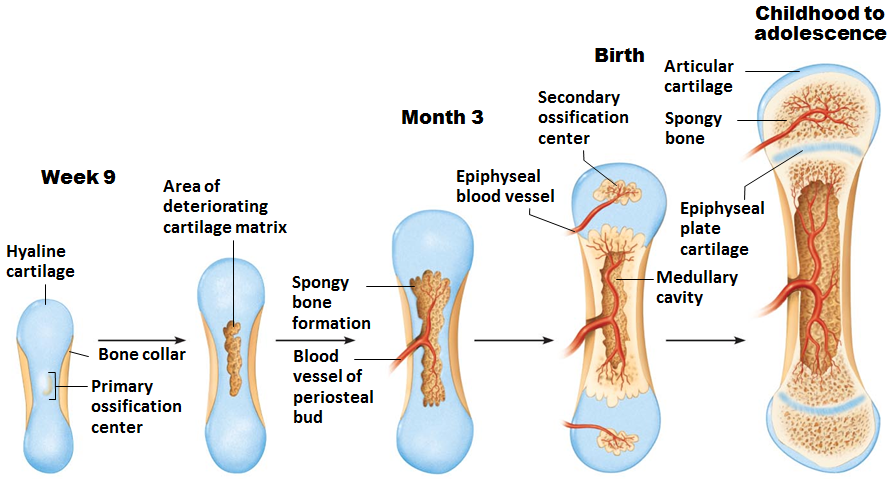 Week 9
Hyaline
cartilage
Bone collar
Primary
ossification
center
Area of
deteriorating
cartilage matrix
Month 3
Spongy
bone
formation
Blood
vessel of
periosteal
bud
Birth
Secondary
ossification
center
Epiphyseal
blood vessel
Medullary
cavity
Childhood to
adolescence
Articular
cartilage
Spongy
bone
Epiphyseal
plate
cartilage